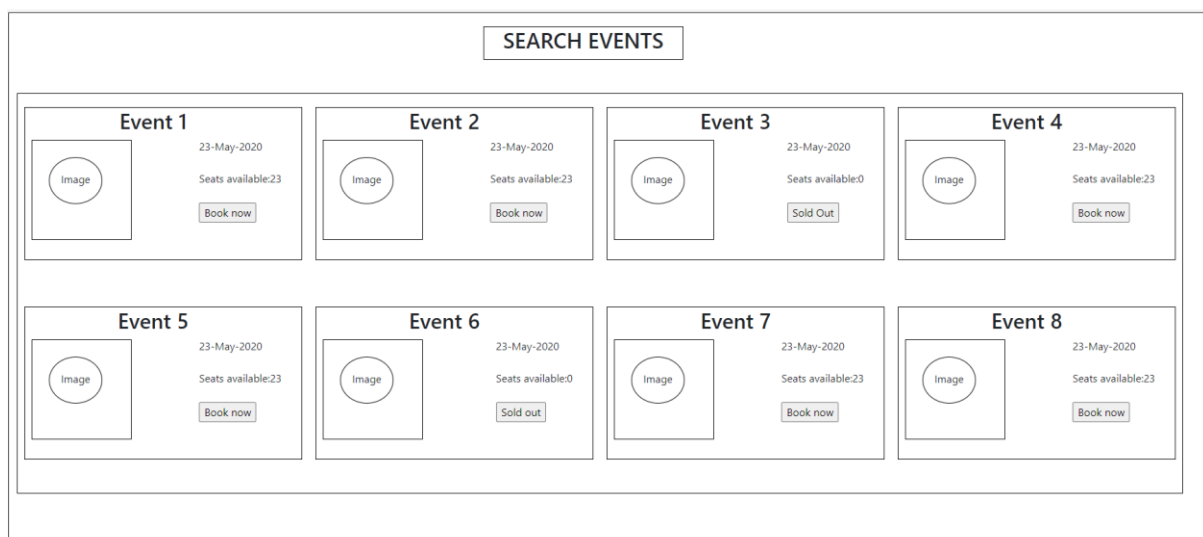 SEARCH EVENTS
Event 1
23-May-2020
Image
Seats available:23
Book now
Event 2
23-May-2020
Image
Seats available:23
Book now
Event 3
23-May-2020
Image
Seats available:0
Sold Out
Event 4
23-May-2020
Image
Seats available:23
Book now
Event 5
23-May-2020
Image
Seats available:23
Book now
Event 6
23-May-2020
Image
Seats available:0
Sold out
Event 7
23-May-2020
Image
Seats available:23
Book now
Event 8
23-May-2020
Image
Seats available:23
Book now